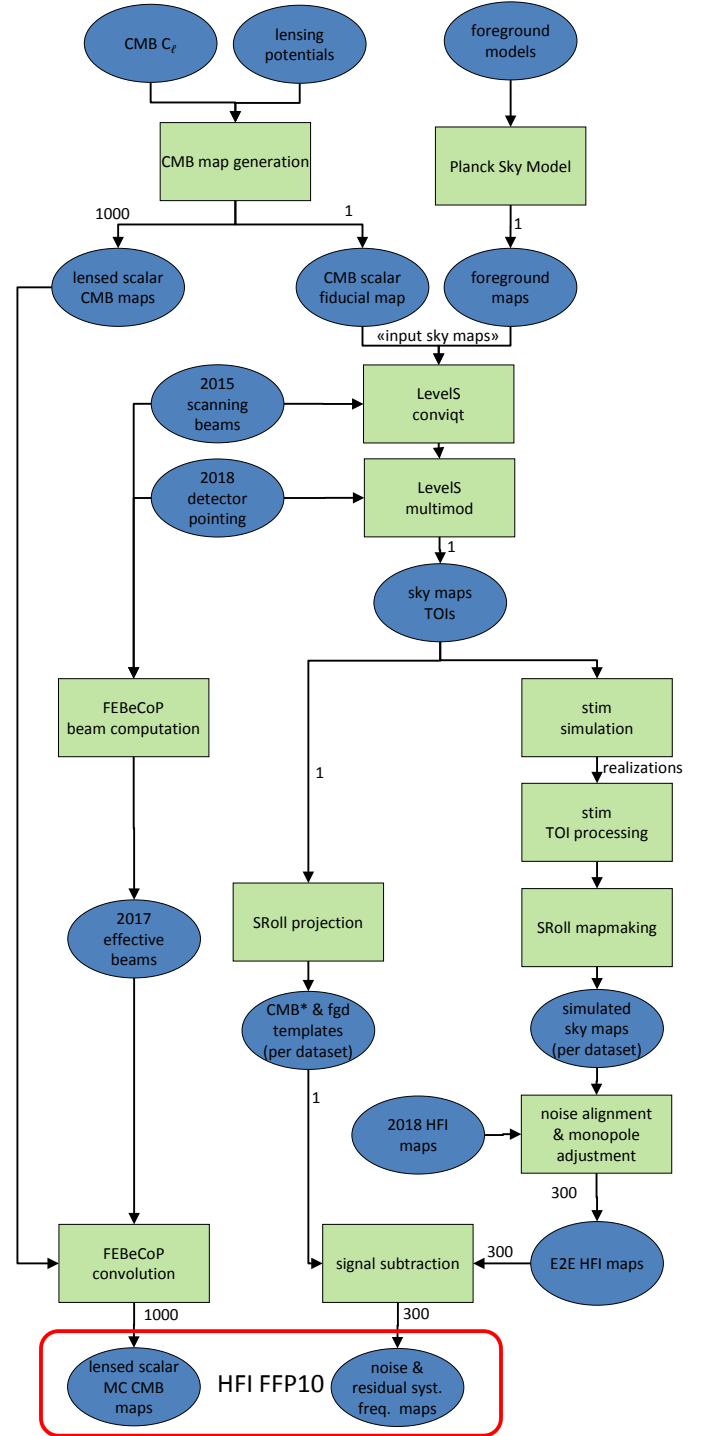 CMB Cℓ
lensing
potentials
foreground
models
CMB map generation
Planck Sky Model
1000
1
1
lensed scalar
CMB maps
CMB scalar
fiducial map
foreground
maps
«input sky maps»
2015
scanning
beams
LevelS
conviqt
2018
detector
pointing
LevelS
multimod
1
sky maps
TOIs
FEBeCoP
beam computation
stim
simulation
1
realizations
stim
TOI processing
2017
effective
beams
SRoll projection
SRoll mapmaking
CMB* & fgd
templates
(per dataset)
simulated
sky maps
(per dataset)
1
2018 HFI
maps
noise alignment
& monopole
adjustment
300
FEBeCoP
convolution
signal subtraction
300
E2E HFI maps
1000
300
lensed scalar
MC CMB
maps
HFI FFP10
noise &
residual syst.
freq. maps